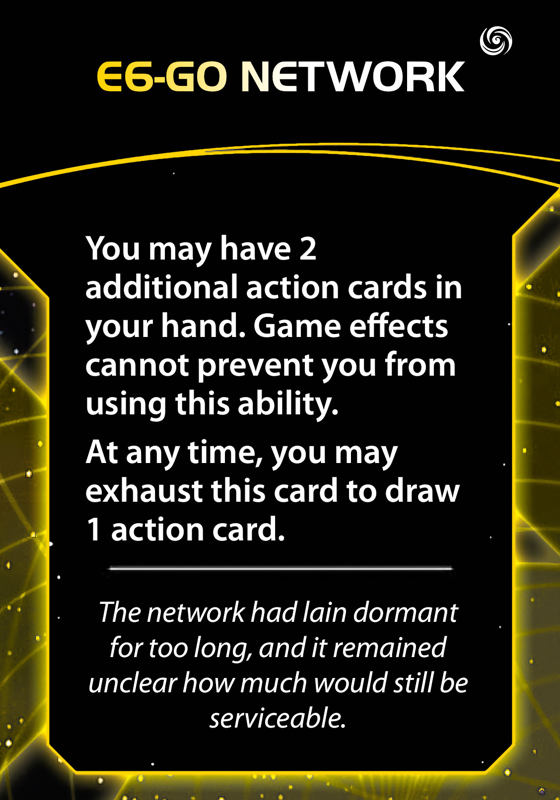 E6-GO NETWORK
You may have 2
additional action cards in
your hand. Game effects
cannot prevent you from
using this ability.
At any time, you may
exhaust this card to draw
1 action card.
The network had lain dormant
for too long, and it remained
unclear how much would still be
serviceable.